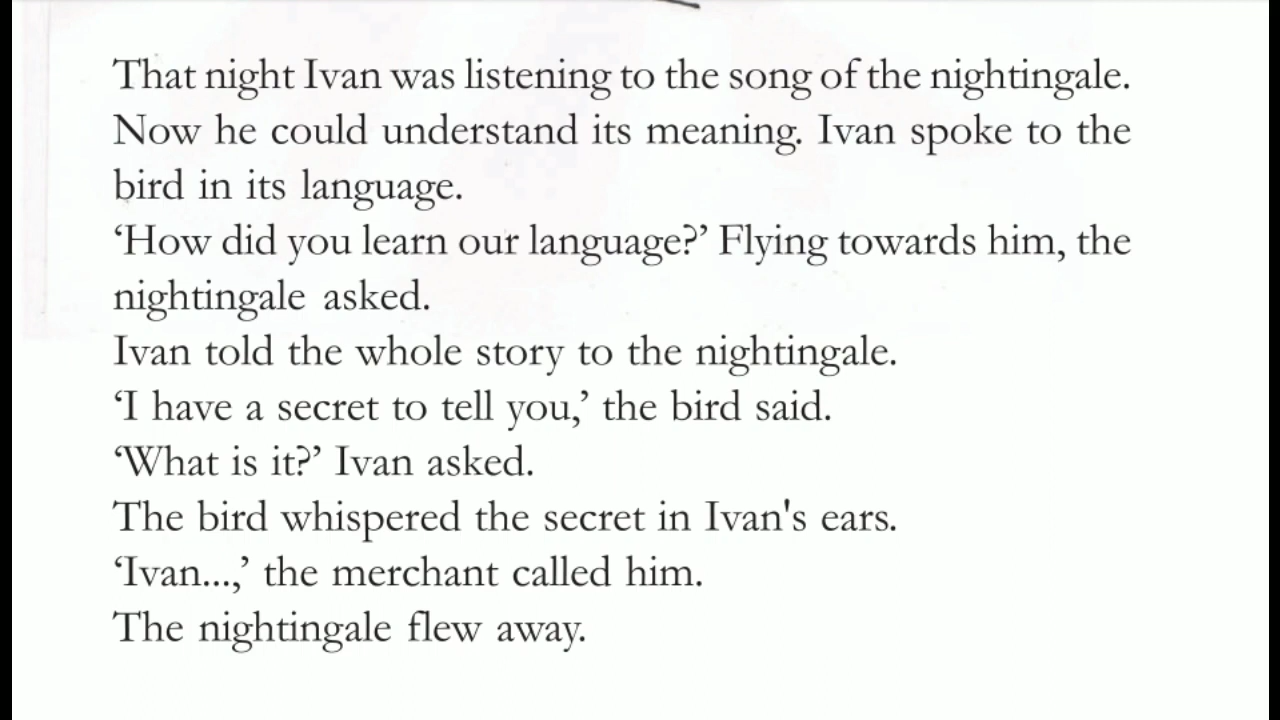 That night Ivan was listening to the song of the nightingale.
Now he could understand its meaning. Ivan spoke to the
bird in its language.
‘How did you learn our language?’ Flying towards him, the
nightingale asked.
Ivan told the whole story to the nightingale.
‘I have a secret to tell you,’ the bird said.
‘What is it?’ Ivan asked.
The bird whispered the secret in Ivan's ears.
‘Ivan...,’ the merchant called him.
The nightingale flew away.